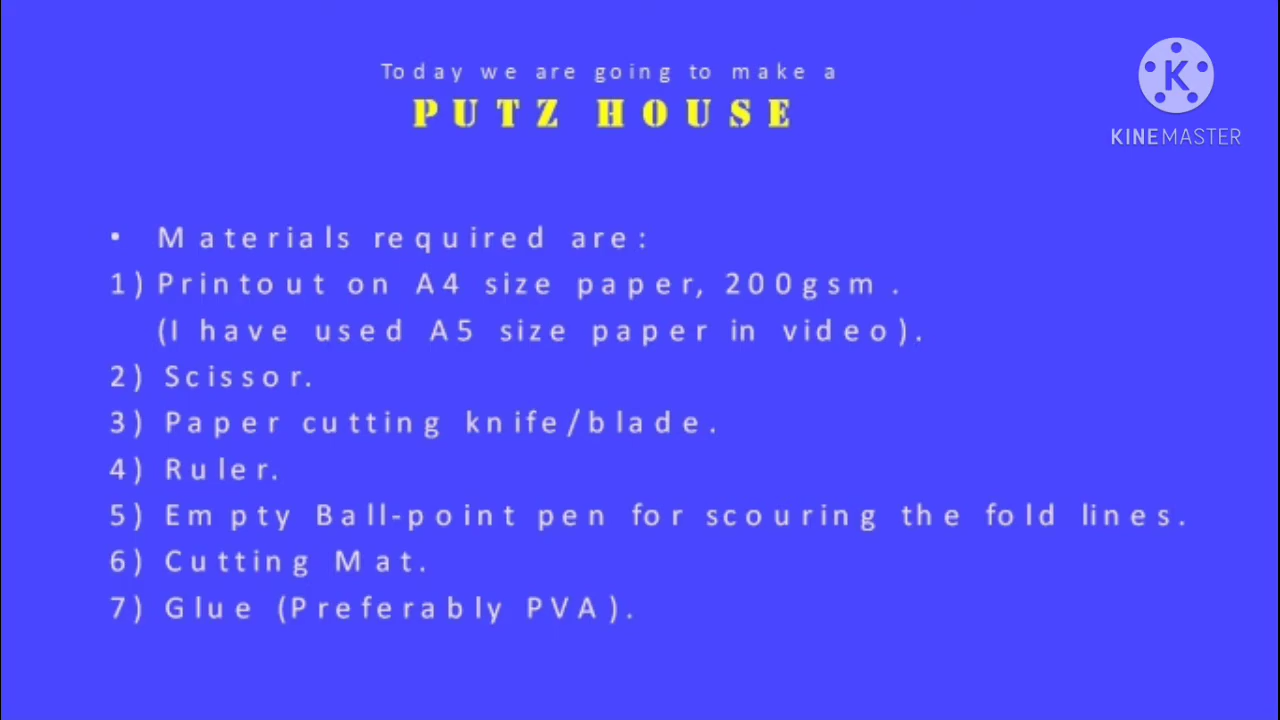 Today we are going to make a
PUTZ HOUSE
KINEMASTER
• Materials required are:
1) Printout on A4 size paper, 200gsm .
(I have used A5 size paper in video).
2) Scissor.
3) Paper cutting knife/blade.
4) Ruler.
5) Empty Ball-point pen for scouring the fold lines.
6) Cutting Mat.
7) Glue (Preferably PVA).